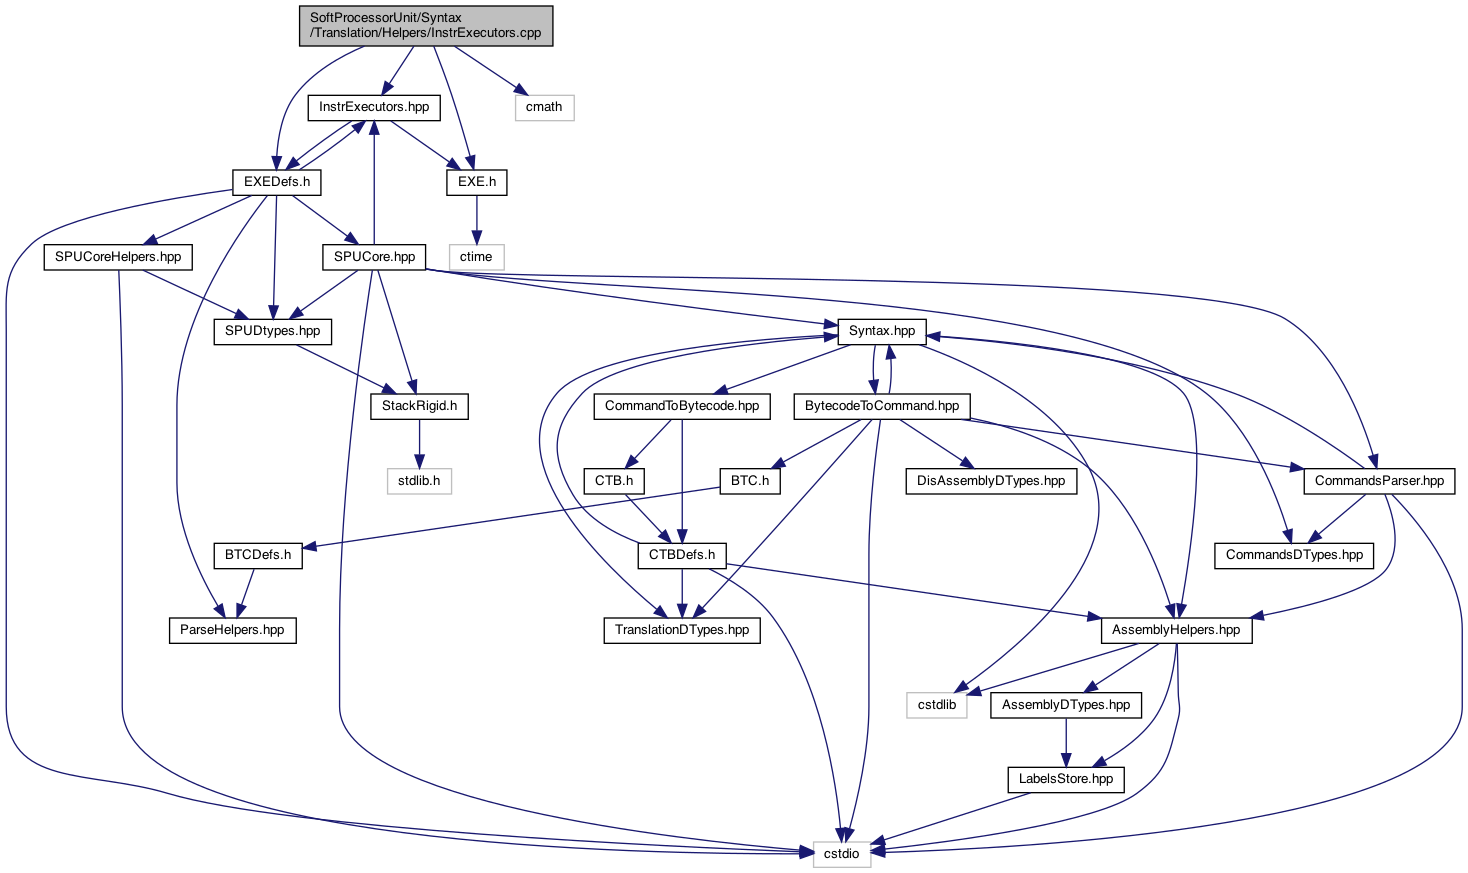 SoftProcessorUnit/Syntax
/Translation/Helpers/InstrExecutors.cpp
InstrExecutors.hpp
cmath
EXEDefs.h
EXE.h
SPUCoreHelpers.hpp
SPUCore.hpp
ctime
SPUDtypes.hpp
Syntax.hpp
StackRigid.h
CommandToBytecode.hpp
BytecodeToCommand.hpp
stdlib.h
CTB.h
BTC.h
DisAssemblyDTypes.hpp
CommandsParser.hpp
BTCDefs.h
CTBDefs.h
CommandsDTypes.hpp
ParseHelpers.hpp
TranslationDTypes.hpp
AssemblyHelpers.hpp
cstdlib
AssemblyDTypes.hpp
LabelsStore.hpp
cstdio